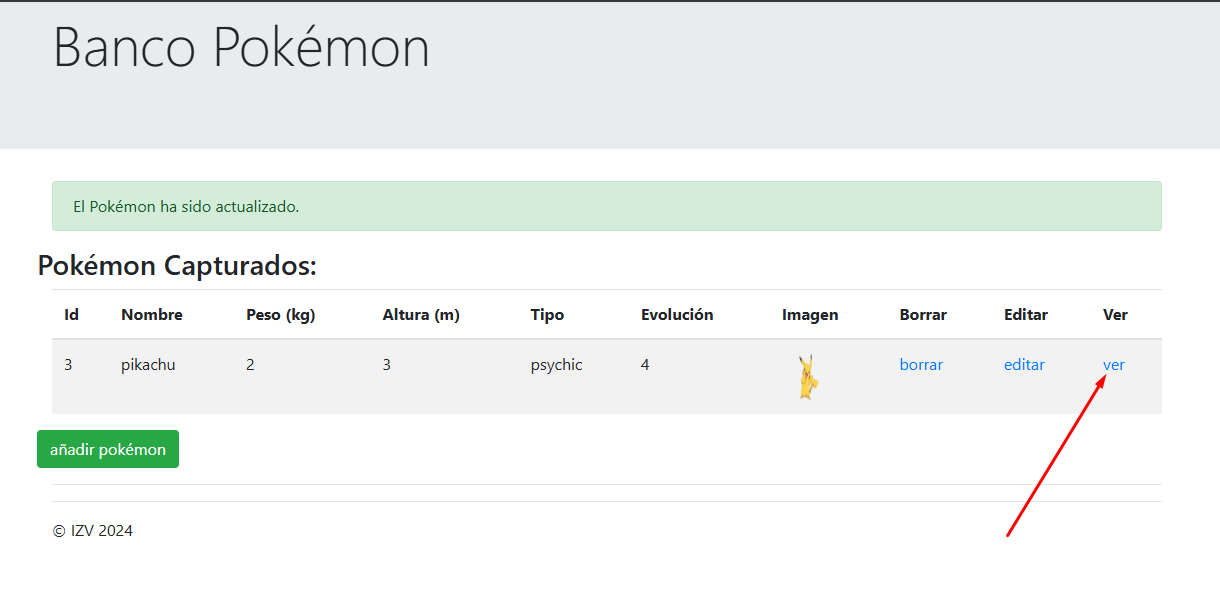 Banco Pokémon
El Pokémon ha sido actualizado.
Pokémon Capturados:
Id Nombre Peso (kg) Altura (m) Tipo Evolución Imagen Borrar Editar Ver
3 pikachu 2 3 psychic 4 borrar editar ver
añadir pokémon
© IZV 2024